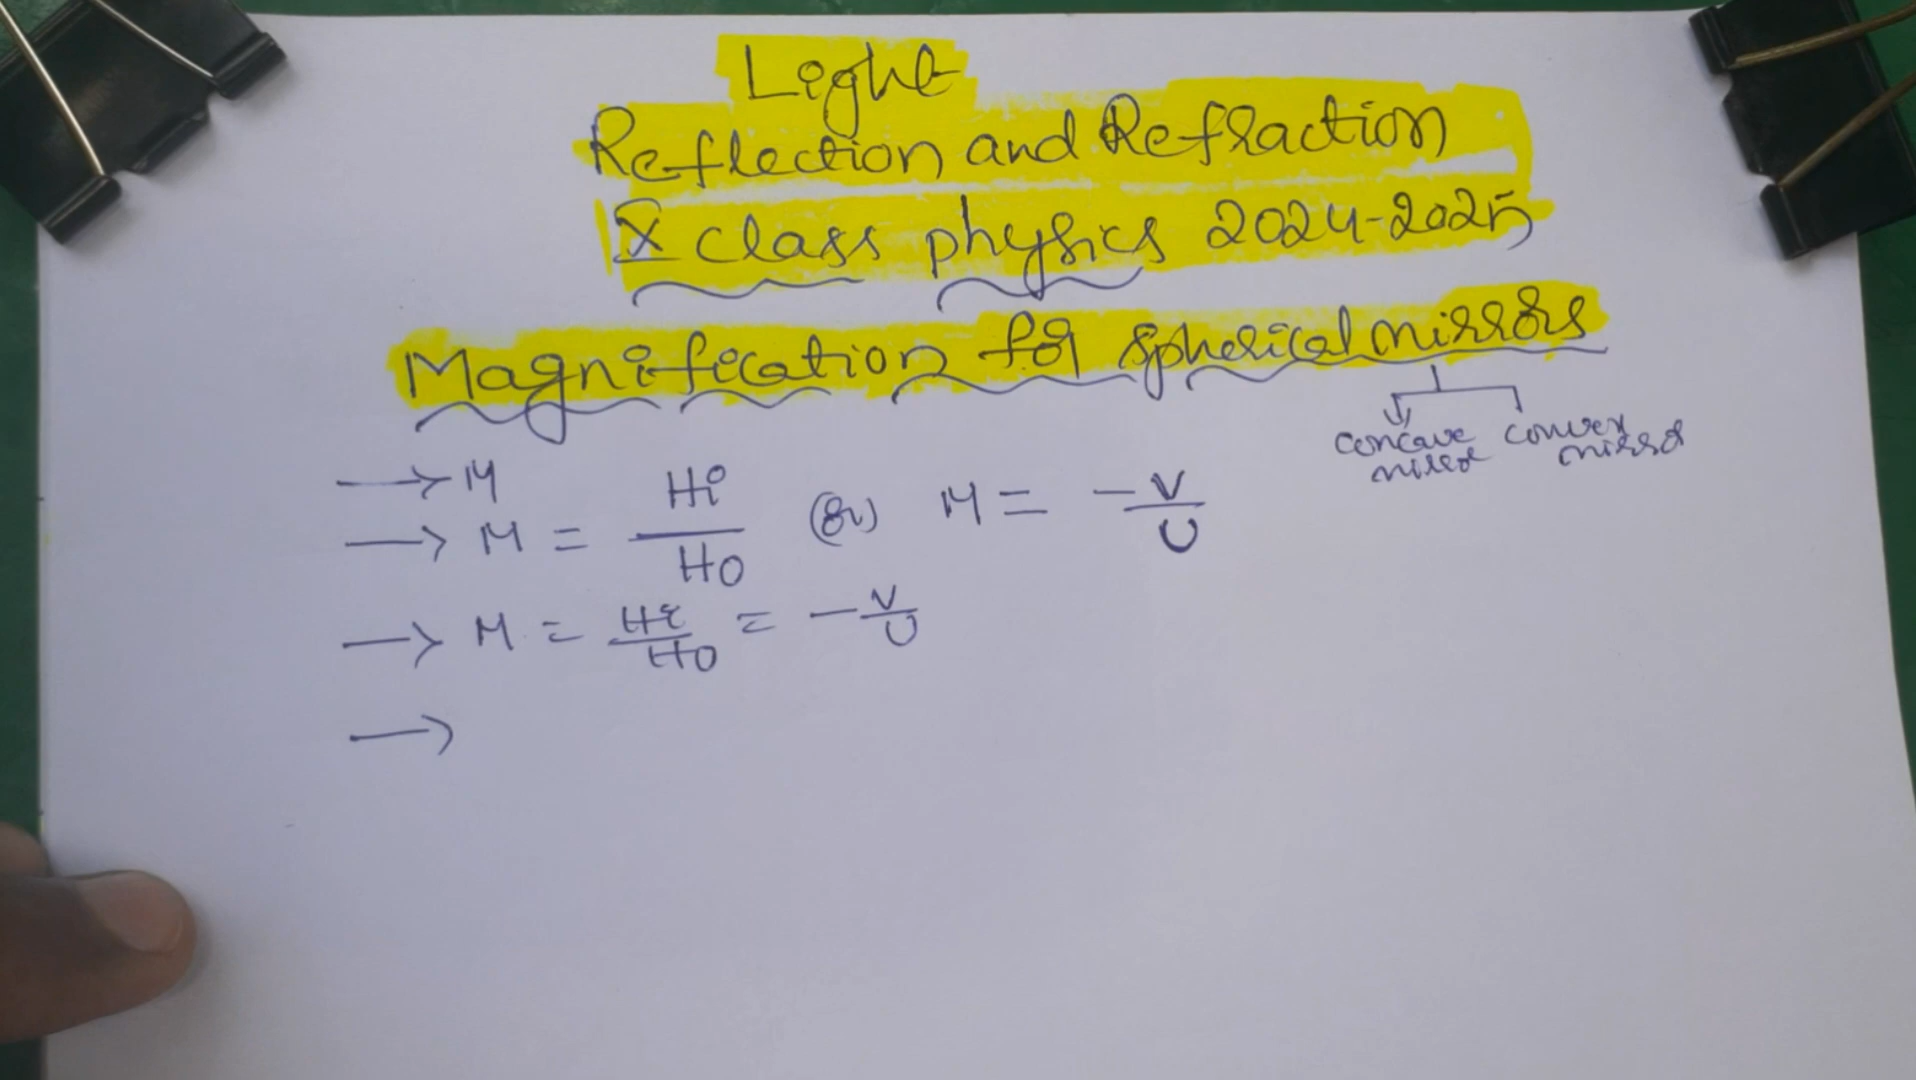 Light
Reflection and Refraction
X class physics 2024-2025
Magnification for spherical mirrors
concave mirror
convex mirror
→ M
→ M = Hi/HO (or) M = -V/U
→ M = Hi/HO = -V/U
→